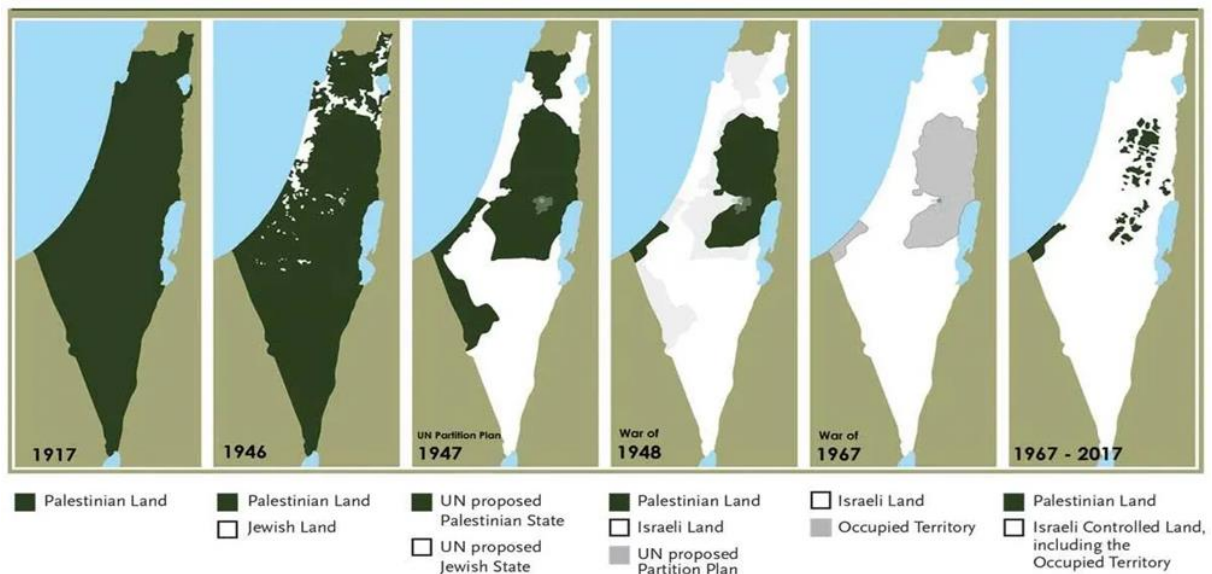 1917
1946
UN Partition Plan
1947
War of
1948
War of
1967
1967 - 2017
Palestinian Land
Palestinian Land
Jewish Land
UN proposed
Palestinian State
UN proposed
Jewish State
Palestinian Land
Israeli Land
UN proposed
Partition Plan
Israeli Land
Occupied Territory
Palestinian Land
Israeli Controlled Land,
including the
Occupied Territory